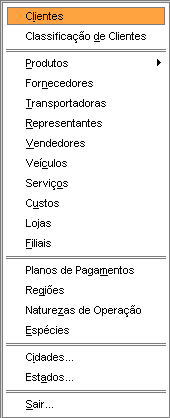 Clientes
Classificação de Clientes
Produtos
Fornecedores
Transportadoras
Representantes
Vendedores
Veículos
Serviços
Custos
Lojas
Filiais
Planos de Pagamentos
Regiões
Naturezas de Operação
Espécies
Cidades...
Estados...
Sair...